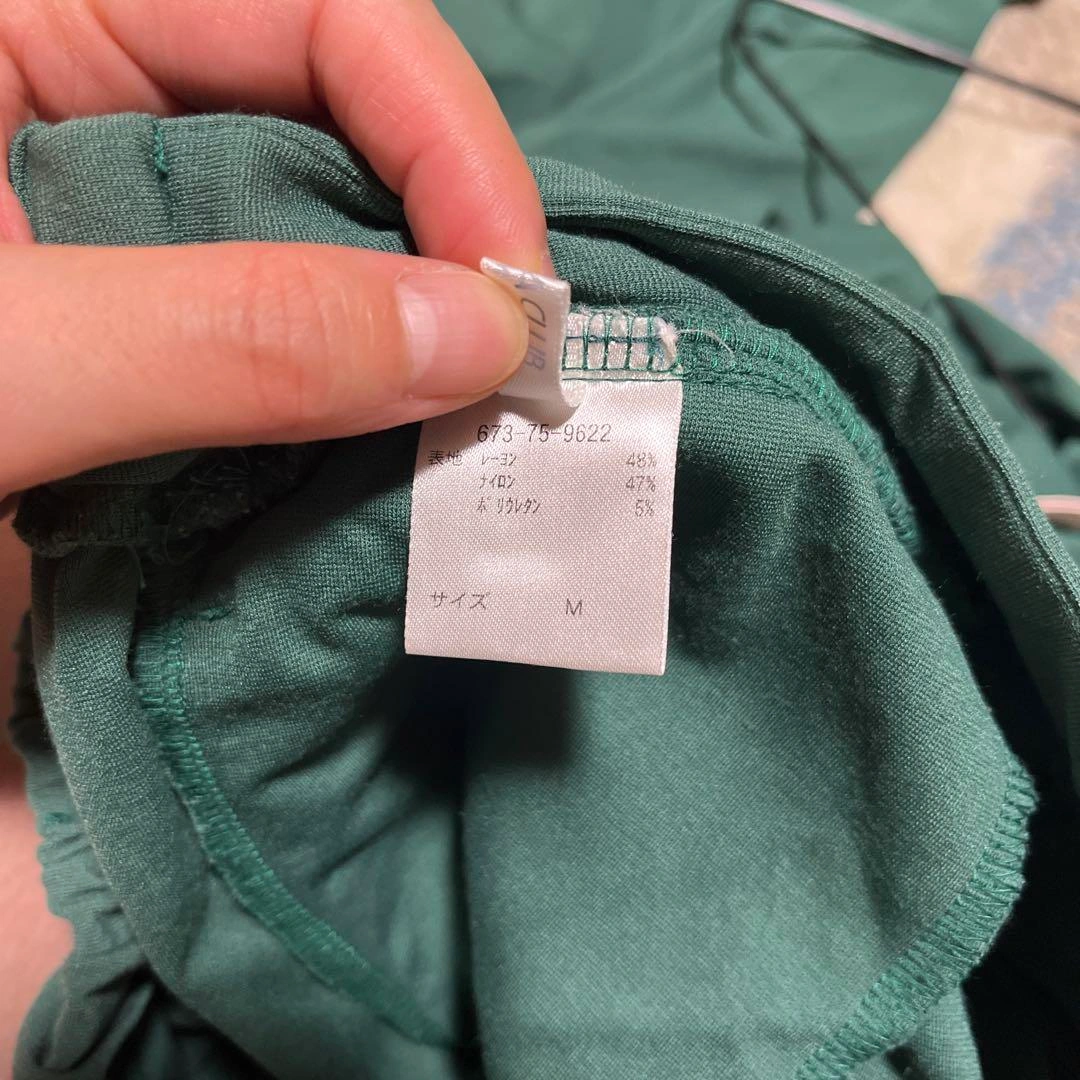 CLUB
673-75-9622
表地 レーヨン 48%
ナイロン 47%
ポリウレタン 5%
サイズ M